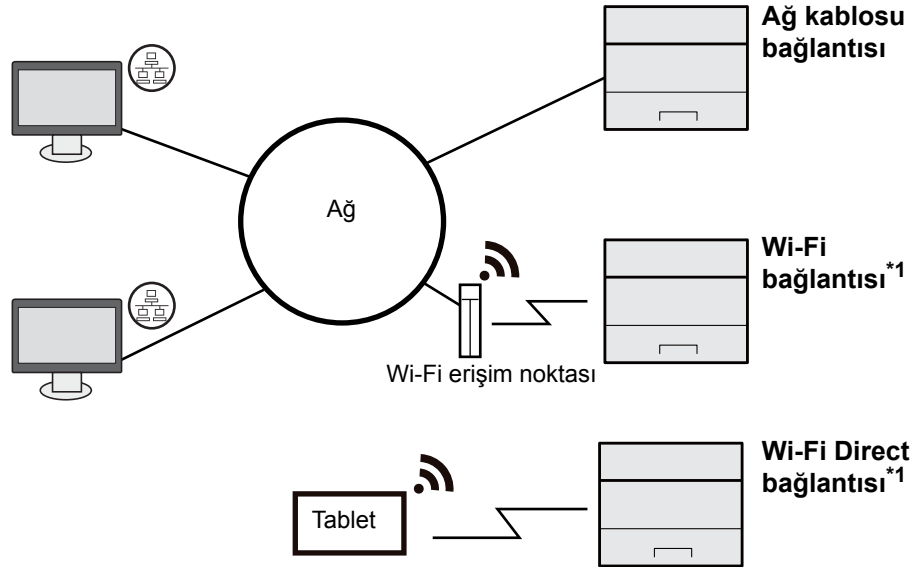 Ağ kablosu
bağlantısı
Ağ
Wi-Fi
bağlantısı*1
Wi-Fi erişim noktası
Wi-Fi Direct
bağlantısı*1
Tablet